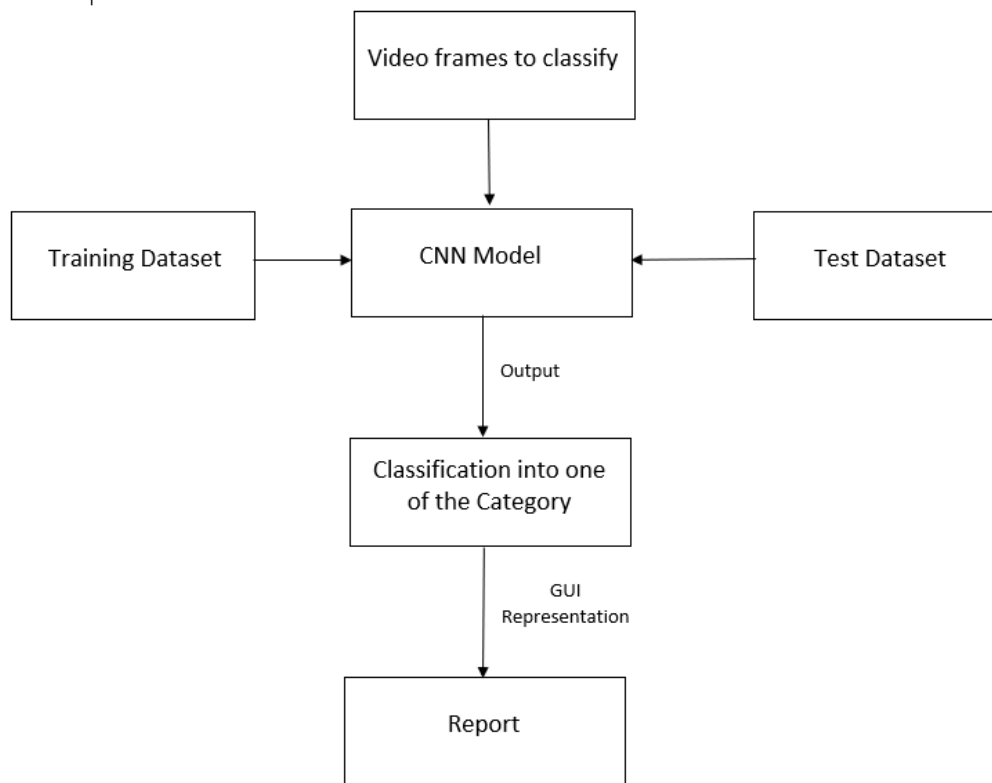 Video frames to classify
Training Dataset
CNN Model
Test Dataset
Output
Classification into one
of the Category
GUI
Representation
Report